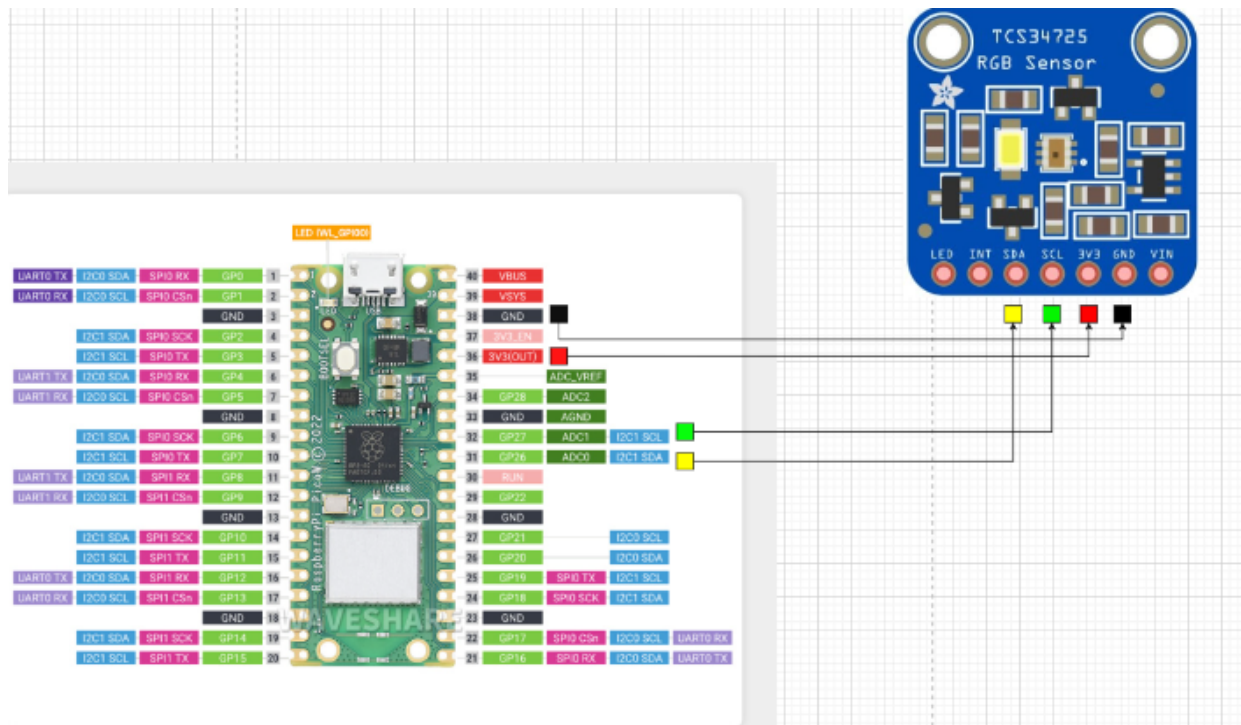 TCS34725
RGB Sensor
LED INT SDA SCL 3V3 GND VIN
LED (WL_GPIO0)
UART0 TX I2C0 SDA SPI0 RX GP0 1
UART0 RX I2C0 SCL SPI0 CSn GP1 2
GND 3
I2C1 SDA SPI0 SCK GP2 4
I2C1 SCL SPI0 TX GP3 5
UART1 TX I2C0 SDA SPI0 RX GP4 6
UART1 RX I2C0 SCL SPI0 CSn GP5 7
GND 8
I2C1 SDA SPI0 SCK GP6 9
I2C1 SCL SPI0 TX GP7 10
UART1 TX I2C0 SDA SPI1 RX GP8 11
UART1 RX I2C0 SCL SPI1 CSn GP9 12
GND 13
I2C1 SDA SPI1 SCK GP10 14
I2C1 SCL SPI1 TX GP11 15
UART0 TX I2C0 SDA SPI1 RX GP12 16
UART0 RX I2C0 SCL SPI1 CSn GP13 17
GND 18
I2C1 SDA SPI1 SCK GP14 19
I2C1 SCL SPI1 TX GP15 20
LED
USB
BOOTSEL
DEBUG
Raspberry Pi Pico W ©2022
WAVESHARE
40 VBUS
39 VSYS
38 GND
37 3V3_EN
36 3V3(OUT)
35 ADC_VREF
34 GP28 ADC2
33 GND AGND
32 GP27 ADC1 I2C1 SCL
31 GP26 ADC0 I2C1 SDA
30 RUN
29 GP22
28 GND
27 GP21 I2C0 SCL
26 GP20 I2C0 SDA
25 GP19 SPI0 TX I2C1 SCL
24 GP18 SPI0 SCK I2C1 SDA
23 GND
22 GP17 SPI0 CSn I2C0 SCL UART0 RX
21 GP16 SPI0 RX I2C0 SDA UART0 TX